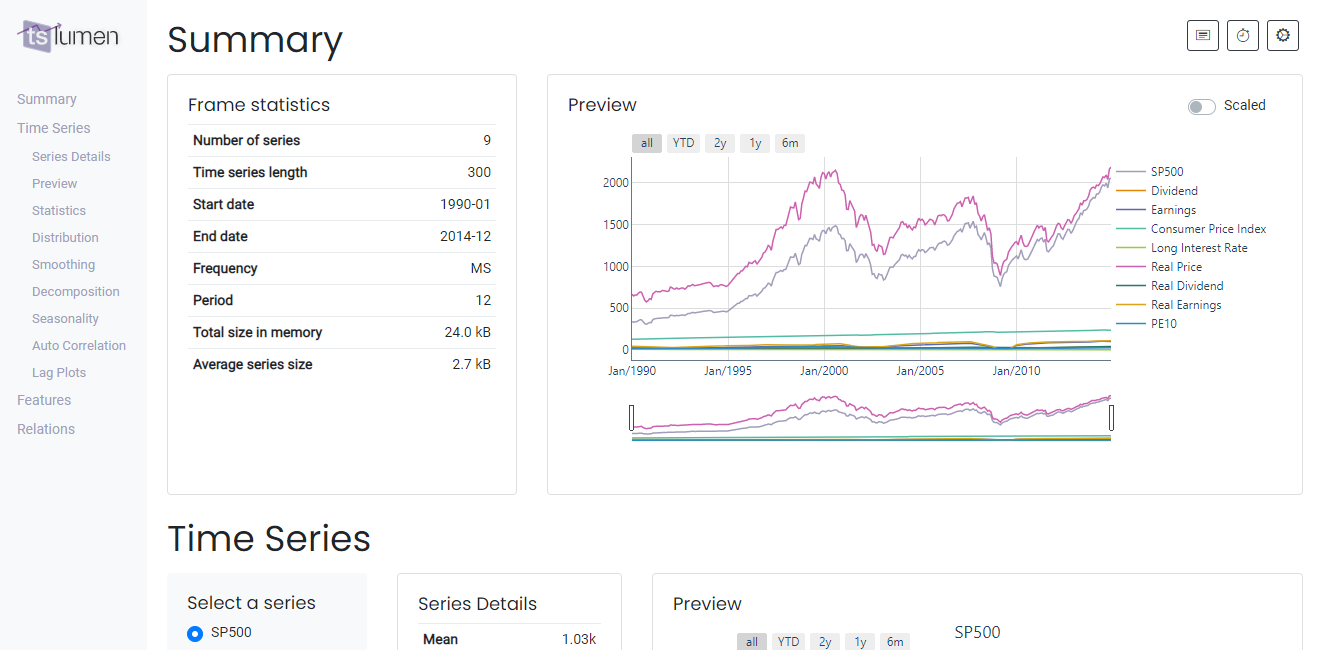 ts lumen
Summary
Time Series
Series Details
Preview
Statistics
Distribution
Smoothing
Decomposition
Seasonality
Auto Correlation
Lag Plots
Features
Relations
Summary
Frame statistics
Number of series 9
Time series length 300
Start date 1990-01
End date 2014-12
Frequency MS
Period 12
Total size in memory 24.0 kB
Average series size 2.7 kB
Preview
Scaled
all YTD 2y 1y 6m
2000
1500
1000
500
0
Jan/1990 Jan/1995 Jan/2000 Jan/2005 Jan/2010
SP500
Dividend
Earnings
Consumer Price Index
Long Interest Rate
Real Price
Real Dividend
Real Earnings
PE10
Time Series
Select a series
SP500
Series Details
Mean 1.03k
Preview
SP500
all YTD 2y 1y 6m